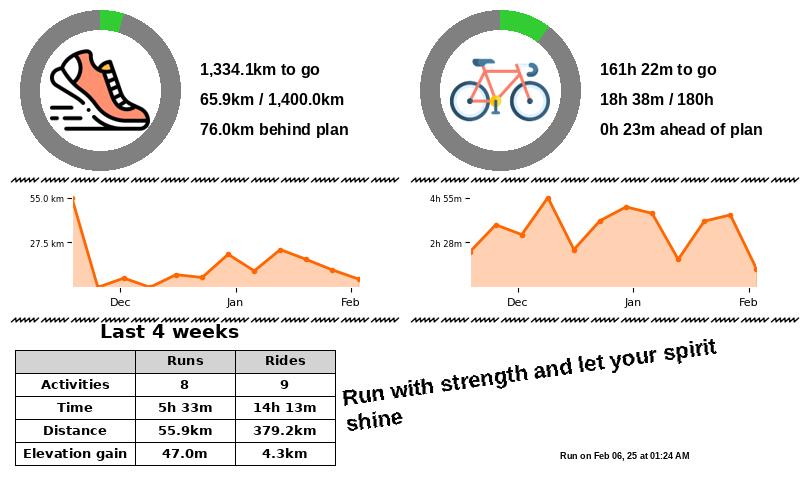 1,334.1km to go
65.9km / 1,400.0km
76.0km behind plan
161h 22m to go
18h 38m / 180h
0h 23m ahead of plan
55.0 km
27.5 km
Dec Jan Feb
4h 55m
2h 28m
Dec Jan Feb
Last 4 weeks
Runs Rides
Activities 8 9
Time 5h 33m 14h 13m
Distance 55.9km 379.2km
Elevation gain 47.0m 4.3km
Run with strength and let your spirit
shine
Run on Feb 06, 25 at 01:24 AM